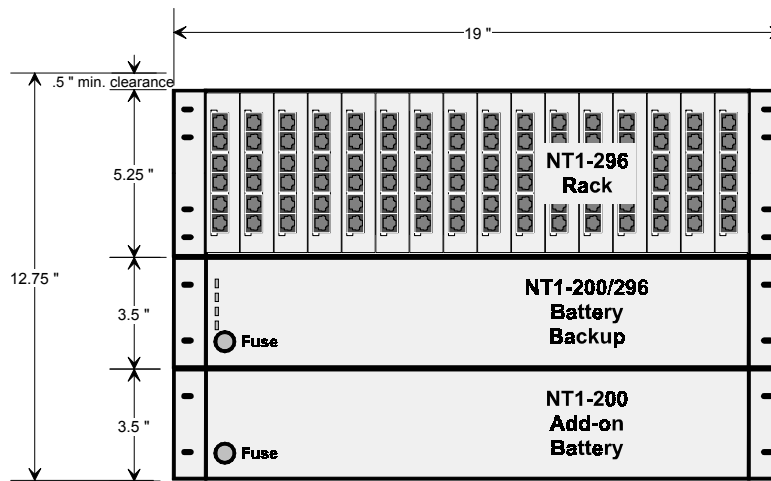 19 "
.5 " min. clearance
5.25 "
NT1-296
Rack
12.75 "
3.5 "
NT1-200/296
Battery
Backup
Fuse
3.5 "
NT1-200
Add-on
Battery
Fuse